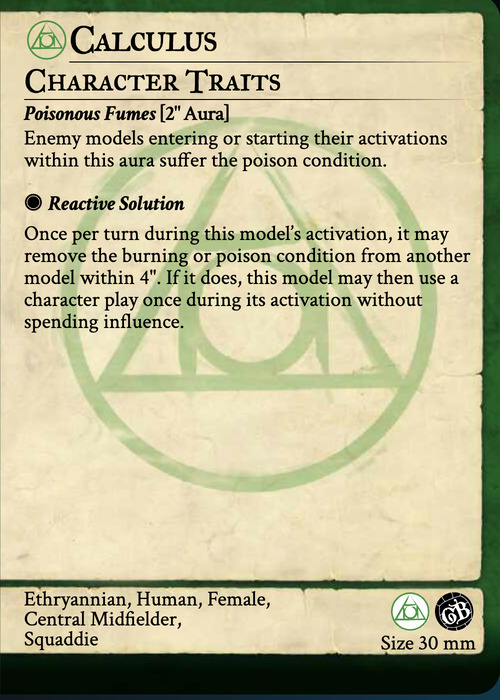 Calculus
Character Traits
Poisonous Fumes [2" Aura]
Enemy models entering or starting their activations
within this aura suffer the poison condition.
Reactive Solution
Once per turn during this model's activation, it may
remove the burning or poison condition from another
model within 4". If it does, this model may then use a
character play once during its activation without
spending influence.
Ethryannian, Human, Female,
Central Midfielder,
Squaddie
GB
Size 30 mm